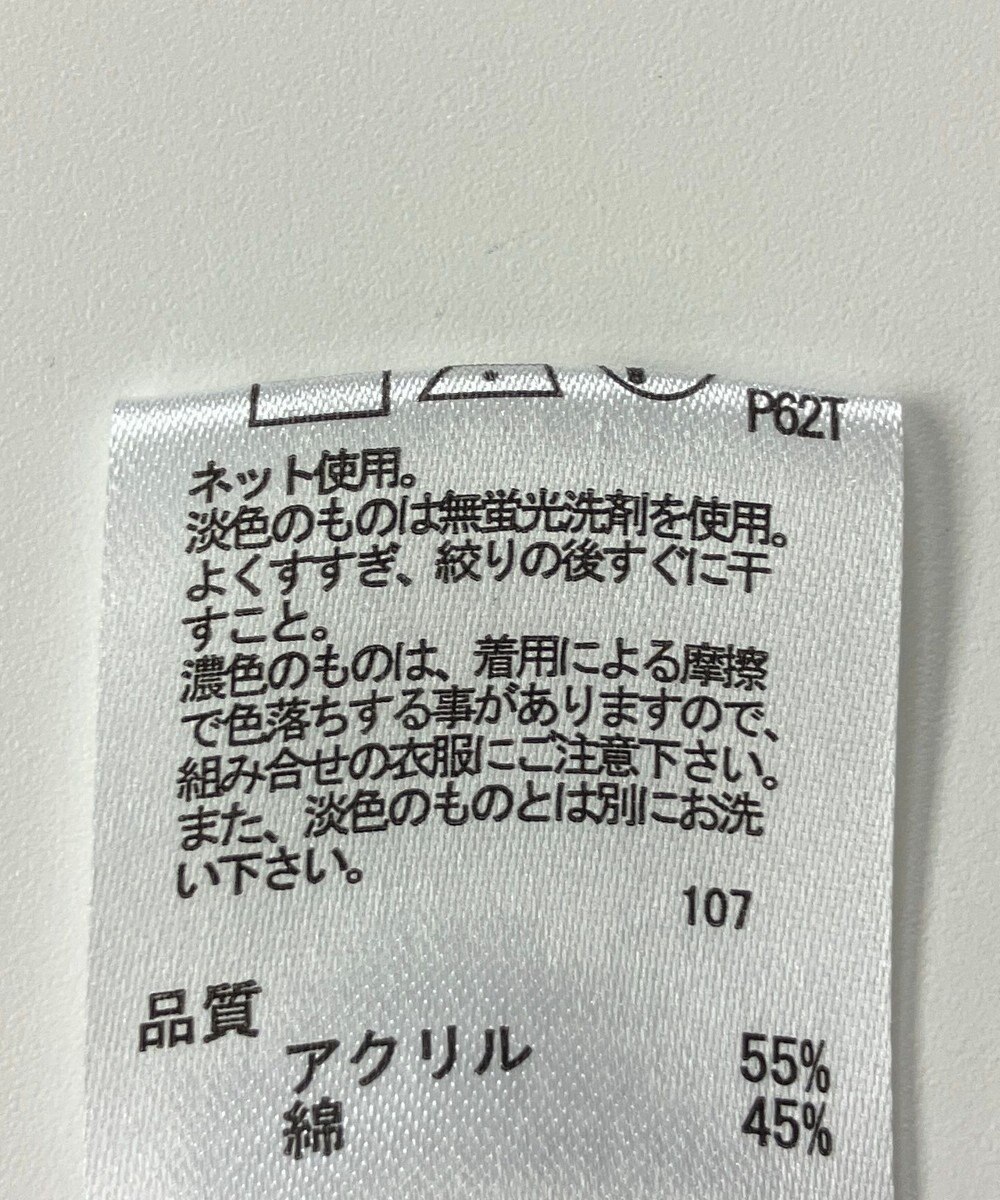 P62T
ネット使用。
淡色のものは無蛍光洗剤を使用。
よくすすぎ、絞りの後すぐに干
すこと。
濃色のものは、着用による摩擦
で色落ちする事がありますので、
組み合せの衣服にご注意下さい。
また、淡色のものとは別にお洗
い下さい。
107
品質
アクリル 55%
綿 45%